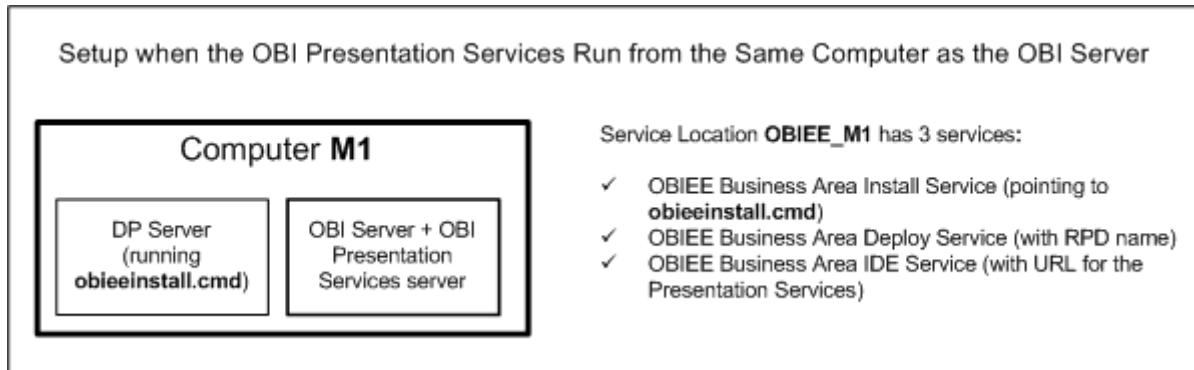 Setup when the OBI Presentation Services Run from the Same Computer as the OBI Server
Computer M1
DP Server
(running
obieeinstall.cmd)
OBI Server + OBI
Presentation
Services server
Service Location OBIEE_M1 has 3 services:
✓ OBIEE Business Area Install Service (pointing to
obieeinstall.cmd)
✓ OBIEE Business Area Deploy Service (with RPD name)
✓ OBIEE Business Area IDE Service (with URL for the
Presentation Services)